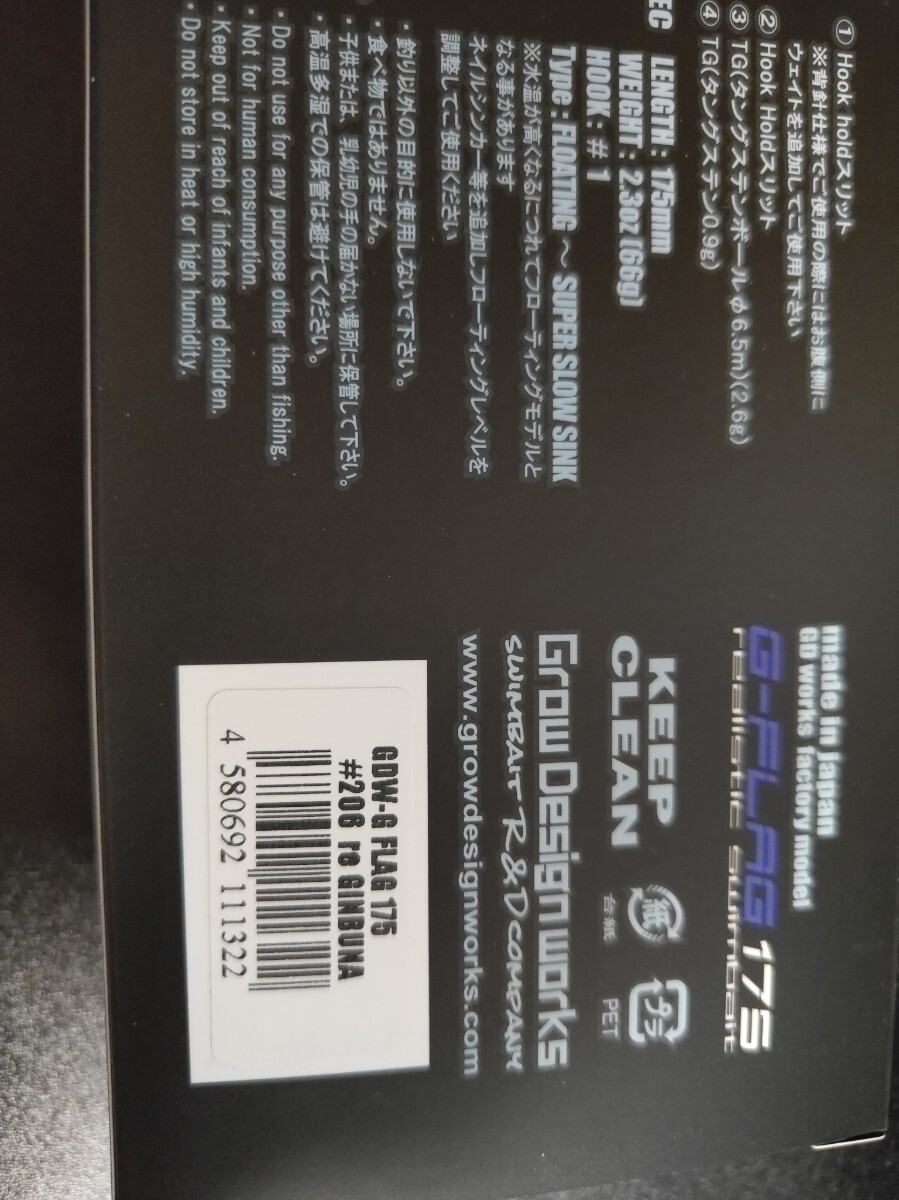 ① Hook holdスリット
※背針仕様でご使用の際にはお腹側に
ウェイトを追加してご使用下さい
② Hook Holdスリット
③ TG(タングステンボールφ6.5m)(2.6g)
④ TG(タングステン0.9g)
EC
LENGTH : 175mm
WEIGHT : 2.3oz (66g)
HOOK : #1
Type : FLOATING ～ SUPER SLOW SINK
※水温が高くなるにつれてフローティングモデルと
なる事があります
ネイルシンカー等を追加しフローティングレベルを
調整してご使用ください
・釣り以外の目的に使用しないで下さい。
・食べ物ではありません。
・子供または、乳幼児の手の届かない場所に保管して下さい。
・高温多湿での保管は避けてください。
・Do not use for any purpose other than fishing.
・Not for human consumption.
・Keep out of reach of infants and children.
・Do not store in heat or high humidity.
made in japan
GD works factory model
G-FLAG 175
realistic swimbait
KEEP
CLEAN
紙
台紙
プラ
PET
Grow Design works
SWIMBAIT R&D COMPANY
www.growdesignworks.com
GDW-G FLAG 175
#206 re GINBUNA
4 580692 111322